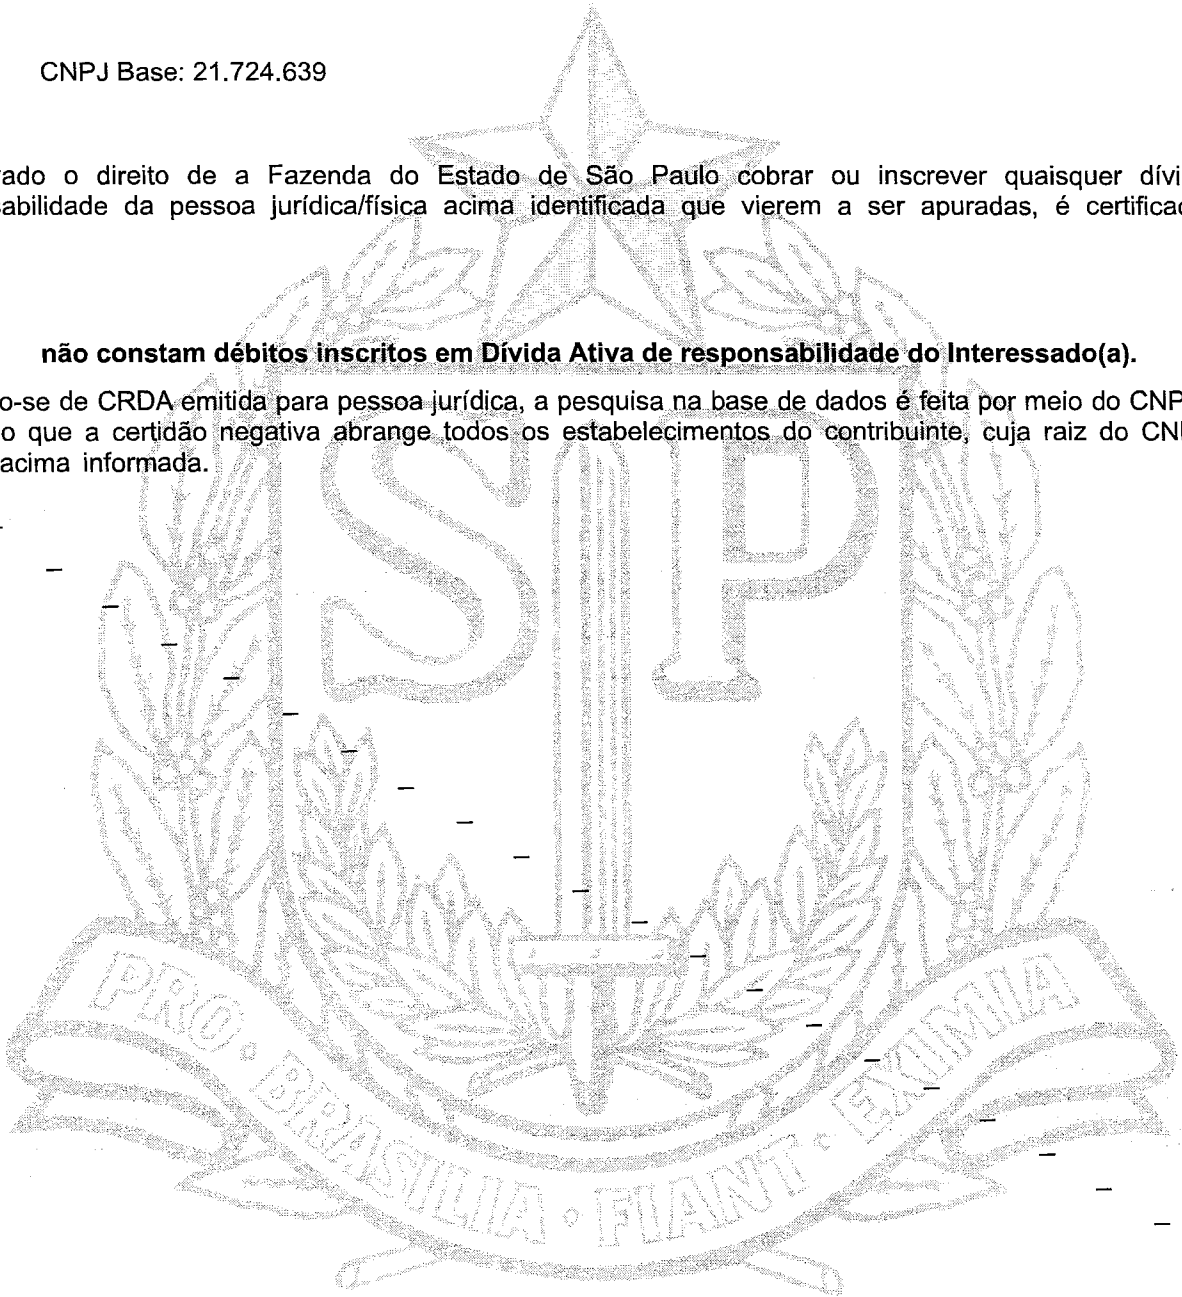 CNPJ Base: 21.724.639
ado o direito de a Fazenda do Estado de São Paulo cobrar ou inscrever quaisquer dívi
sabilidade da pessoa jurídica/física acima identificada que vierem a ser apuradas, é certificad
não constam débitos inscritos em Dívida Ativa de responsabilidade do Interessado(a).
o-se de CRDA emitida para pessoa jurídica, a pesquisa na base de dados é feita por meio do CNP
o que a certidão negativa abrange todos os estabelecimentos do contribuinte, cuja raiz do CN
acima informada.
SP
PRO · BRASILIA · FIANT · EXIMIA